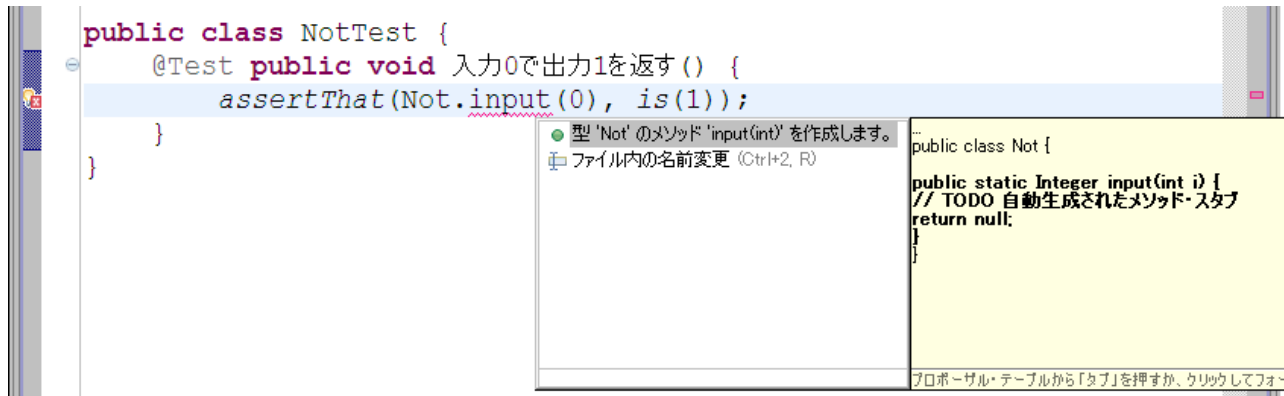 public class NotTest {
@Test public void 入力0で出力1を返す() {
assertThat(Not.input(0), is(1));
}
}
型 'Not' のメソッド 'input(int)' を作成します。
ファイル内の名前変更 (Ctrl+2, R)
...
public class Not {
public static Integer input(int i) {
// TODO 自動生成されたメソッド・スタブ
return null;
}
}
プロポーザル・テーブルから「タブ」を押すか、クリックしてフォー